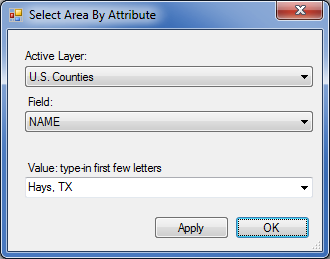 Select Area By Attribute
Active Layer:
U.S. Counties
Field:
NAME
Value: type-in first few letters
Hays, TX
Apply
OK